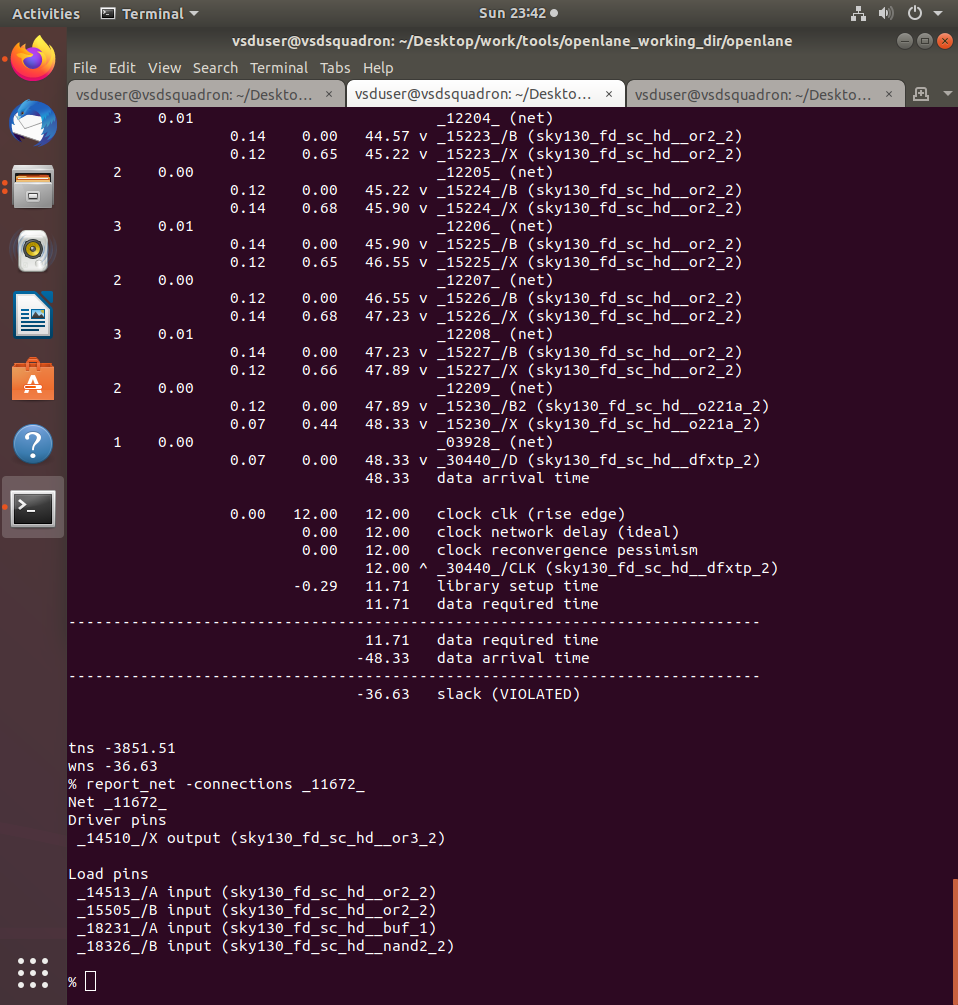 Activities Terminal Sun 23:42
vsduser@vsdsquadron: ~/Desktop/work/tools/openlane_working_dir/openlane
File Edit View Search Terminal Tabs Help
vsduser@vsdsquadron: ~/Deskto... × vsduser@vsdsquadron: ~/Deskto... × vsduser@vsdsquadron: ~/Deskto... ×
3 0.01 _12204_ (net)
0.14 0.00 44.57 v _15223_/B (sky130_fd_sc_hd__or2_2)
0.12 0.65 45.22 v _15223_/X (sky130_fd_sc_hd__or2_2)
2 0.00 _12205_ (net)
0.12 0.00 45.22 v _15224_/B (sky130_fd_sc_hd__or2_2)
0.14 0.68 45.90 v _15224_/X (sky130_fd_sc_hd__or2_2)
3 0.01 _12206_ (net)
0.14 0.00 45.90 v _15225_/B (sky130_fd_sc_hd__or2_2)
0.12 0.65 46.55 v _15225_/X (sky130_fd_sc_hd__or2_2)
2 0.00 _12207_ (net)
0.12 0.00 46.55 v _15226_/B (sky130_fd_sc_hd__or2_2)
0.14 0.68 47.23 v _15226_/X (sky130_fd_sc_hd__or2_2)
3 0.01 _12208_ (net)
0.14 0.00 47.23 v _15227_/B (sky130_fd_sc_hd__or2_2)
0.12 0.66 47.89 v _15227_/X (sky130_fd_sc_hd__or2_2)
2 0.00 _12209_ (net)
0.12 0.00 47.89 v _15230_/B2 (sky130_fd_sc_hd__o221a_2)
0.07 0.44 48.33 v _15230_/X (sky130_fd_sc_hd__o221a_2)
1 0.00 _03928_ (net)
0.07 0.00 48.33 v _30440_/D (sky130_fd_sc_hd__dfxtp_2)
48.33 data arrival time
0.00 12.00 12.00 clock clk (rise edge)
0.00 12.00 clock network delay (ideal)
0.00 12.00 clock reconvergence pessimism
12.00 ^ _30440_/CLK (sky130_fd_sc_hd__dfxtp_2)
-0.29 11.71 library setup time
11.71 data required time
-----------------------------------------------------------------------------
11.71 data required time
-48.33 data arrival time
-----------------------------------------------------------------------------
-36.63 slack (VIOLATED)
tns -3851.51
wns -36.63
% report_net -connections _11672_
Net _11672_
Driver pins
_14510_/X output (sky130_fd_sc_hd__or3_2)
Load pins
_14513_/A input (sky130_fd_sc_hd__or2_2)
_15505_/B input (sky130_fd_sc_hd__or2_2)
_18231_/A input (sky130_fd_sc_hd__buf_1)
_18326_/B input (sky130_fd_sc_hd__nand2_2)
%